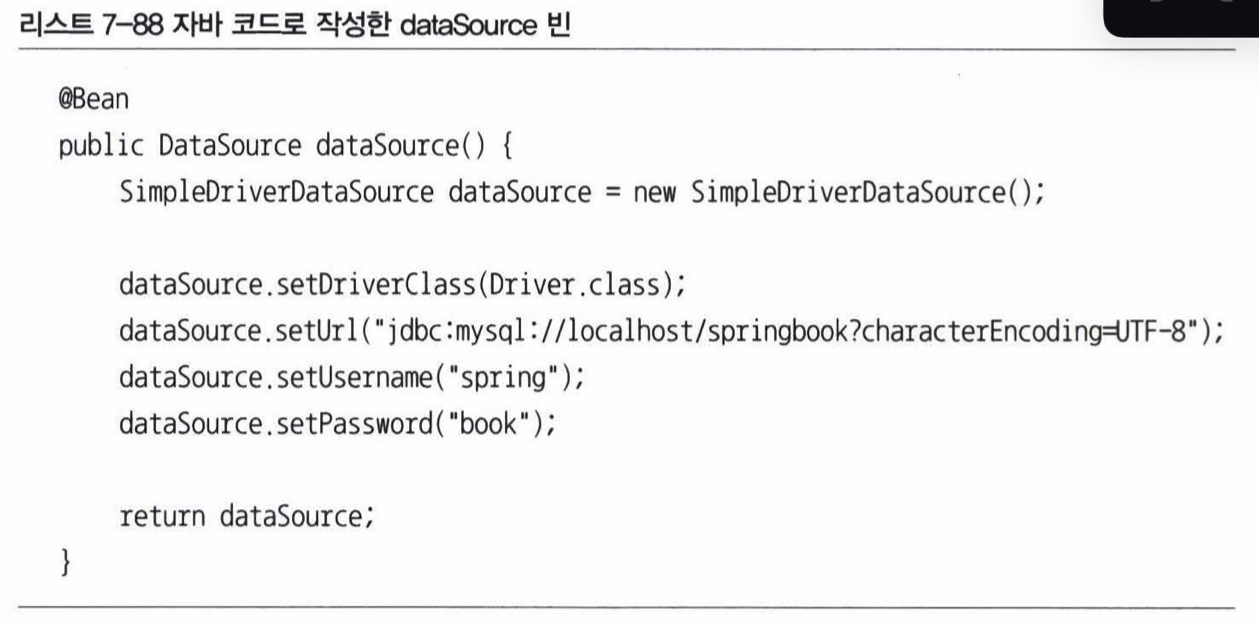 리스트 7-88 자바 코드로 작성한 dataSource 빈
@Bean
public DataSource dataSource() {
SimpleDriverDataSource dataSource = new SimpleDriverDataSource();
dataSource.setDriverClass(Driver.class);
dataSource.setUrl("jdbc:mysql://localhost/springbook?characterEncoding=UTF-8");
dataSource.setUsername("spring");
dataSource.setPassword("book");
return dataSource;
}